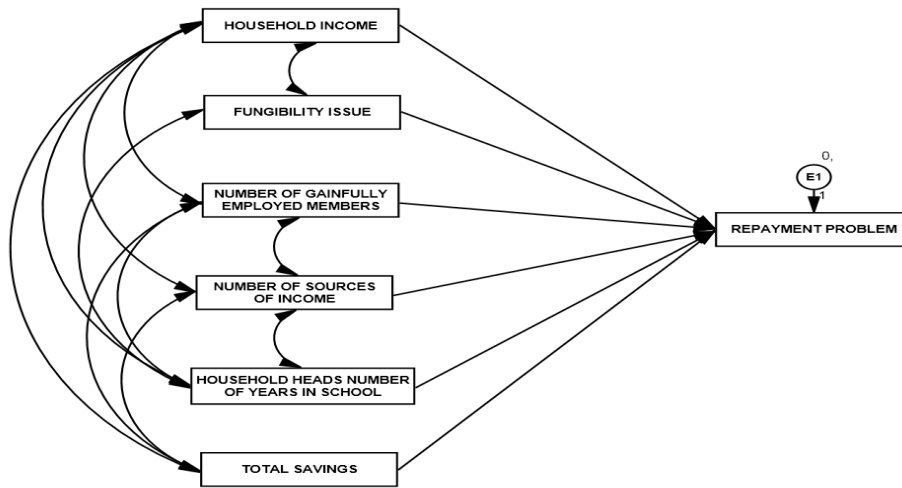 HOUSEHOLD INCOME
FUNGIBILITY ISSUE
NUMBER OF GAINFULLY
EMPLOYED MEMBERS
NUMBER OF SOURCES
OF INCOME
HOUSEHOLD HEADS NUMBER
OF YEARS IN SCHOOL
TOTAL SAVINGS
0,
E1
1
REPAYMENT PROBLEM